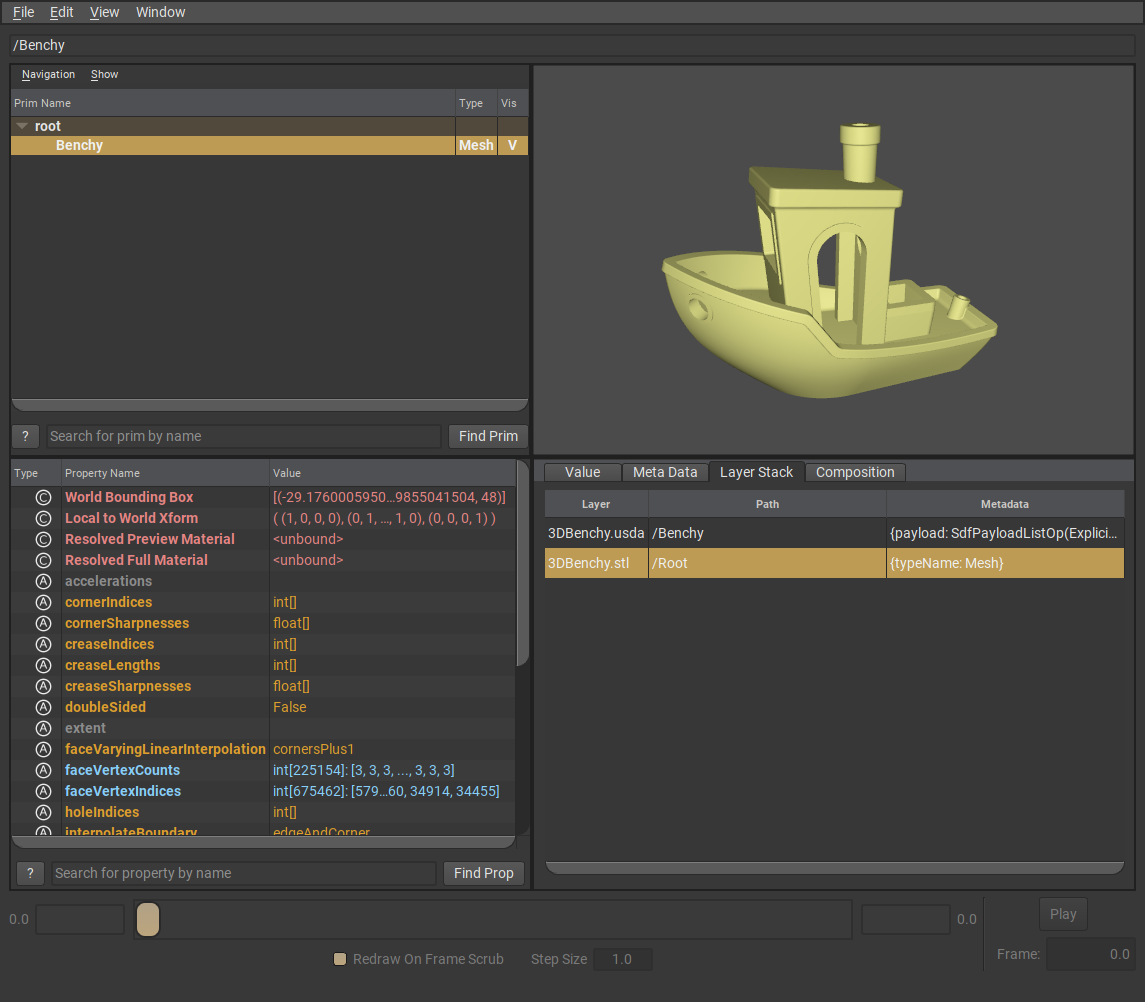 File Edit View Window
/Benchy
Navigation Show
Prim Name Type Vis
root
Benchy Mesh V
? Search for prim by name Find Prim
Type Property Name Value
C World Bounding Box [(-29.1760005950...9855041504, 48)]
C Local to World Xform ( (1, 0, 0, 0), (0, 1, ..., 1, 0), (0, 0, 0, 1) )
C Resolved Preview Material <unbound>
C Resolved Full Material <unbound>
A accelerations
A cornerIndices int[]
A cornerSharpnesses float[]
A creaseIndices int[]
A creaseLengths int[]
A creaseSharpnesses float[]
A doubleSided False
A extent
A faceVaryingLinearInterpolation cornersPlus1
A faceVertexCounts int[225154]: [3, 3, 3, ..., 3, 3, 3]
A faceVertexIndices int[675462]: [579...60, 34914, 34455]
A holeIndices int[]
A interpolateBoundary edgeAndCorner
? Search for property by name Find Prop
Value Meta Data Layer Stack Composition
Layer Path Metadata
3DBenchy.usda /Benchy {payload: SdfPayloadListOp(Explici...
3DBenchy.stl /Root {typeName: Mesh}
0.0 0.0 Play
Redraw On Frame Scrub Step Size 1.0 Frame: 0.0